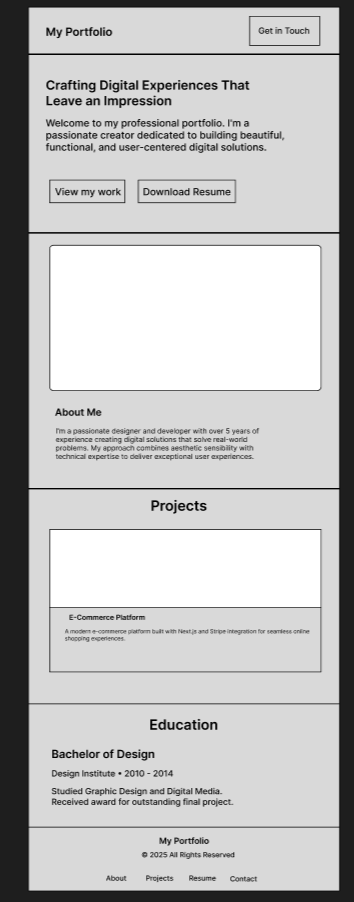 My Portfolio
Get in Touch
Crafting Digital Experiences That
Leave an Impression
Welcome to my professional portfolio. I'm a
passionate creator dedicated to building beautiful,
functional, and user-centered digital solutions.
View my work
Download Resume
About Me
I'm a passionate designer and developer with over 5 years of
experience creating digital solutions that solve real-world
problems. My approach combines aesthetic sensibility with
technical expertise to deliver exceptional user experiences.
Projects
E-Commerce Platform
A modern e-commerce platform built with Next.js and Stripe integration for seamless online
shopping experiences.
Education
Bachelor of Design
Design Institute • 2010 - 2014
Studied Graphic Design and Digital Media.
Received award for outstanding final project.
My Portfolio
© 2025 All Rights Reserved
About
Projects
Resume
Contact